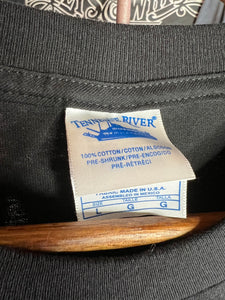 TENNESSEE RIVER
100% COTTON/COTON/ALGODON
PRE-SHRUNK/PRE-ENCOGIDO
PRÉ-RÉTRÉCI
FABRIC MADE IN U.S.A.
ASSEMBLED IN MEXICO
SIZE TAILLE TALLA
L G G